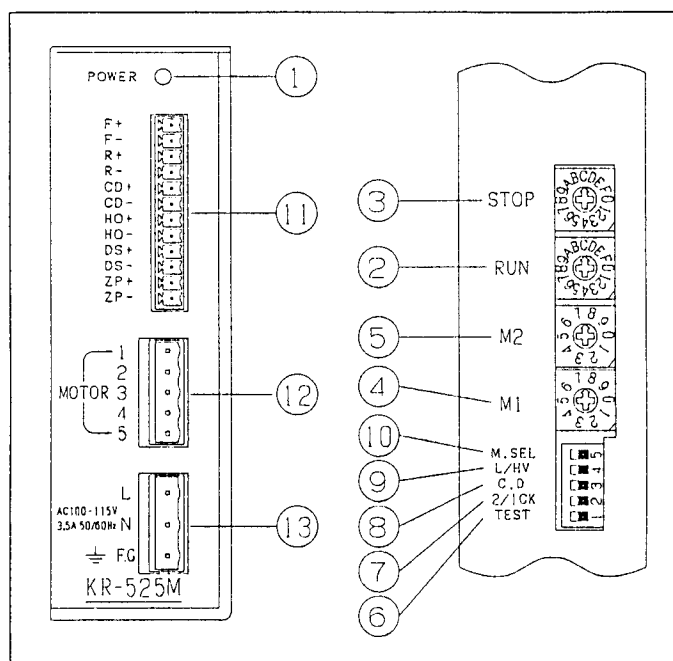 POWER
1
F+
F-
R+
R-
CD+
CD-
HO+
HO-
DS+
DS-
ZP+
ZP-
11
MOTOR
1
2
3
4
5
12
L
AC100-115V
3.5A 50/60Hz
N
F.G
13
KR-525M
3
STOP
2
RUN
5
M2
4
M1
10
M.SEL
9
L/HV
8
C.D
7
2/1CK
6
TEST
5
4
3
2
1